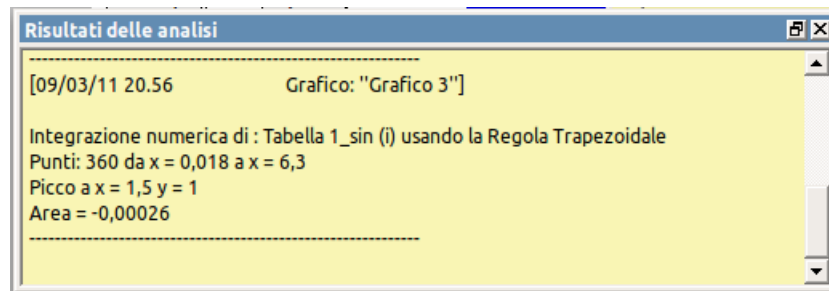 Risultati delle analisi
[09/03/11 20.56 Grafico: "Grafico 3"]
Integrazione numerica di : Tabella 1_sin (i) usando la Regola Trapezoidale
Punti: 360 da x = 0,018 a x = 6,3
Picco a x = 1,5 y = 1
Area = -0,00026